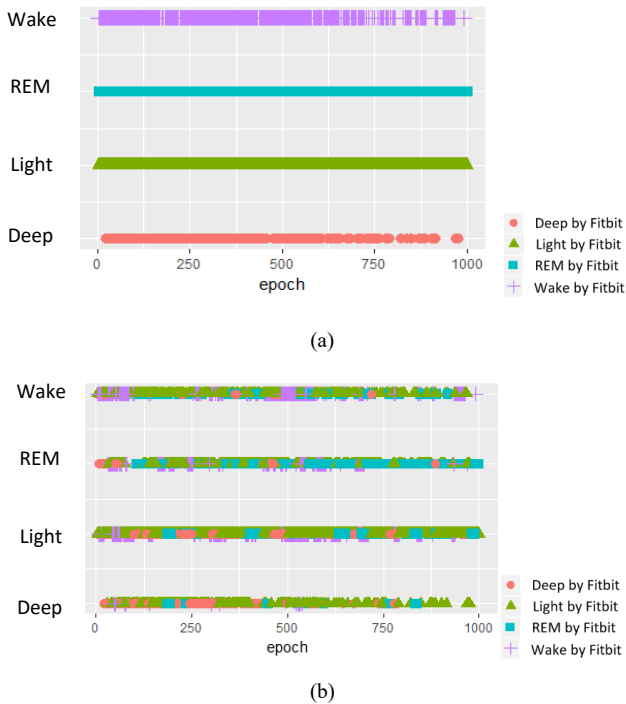 Wake
REM
Light
Deep
0 250 500 750 1000
epoch
Deep by Fitbit
Light by Fitbit
REM by Fitbit
Wake by Fitbit
(a)
Wake
REM
Light
Deep
0 250 500 750 1000
epoch
Deep by Fitbit
Light by Fitbit
REM by Fitbit
Wake by Fitbit
(b)